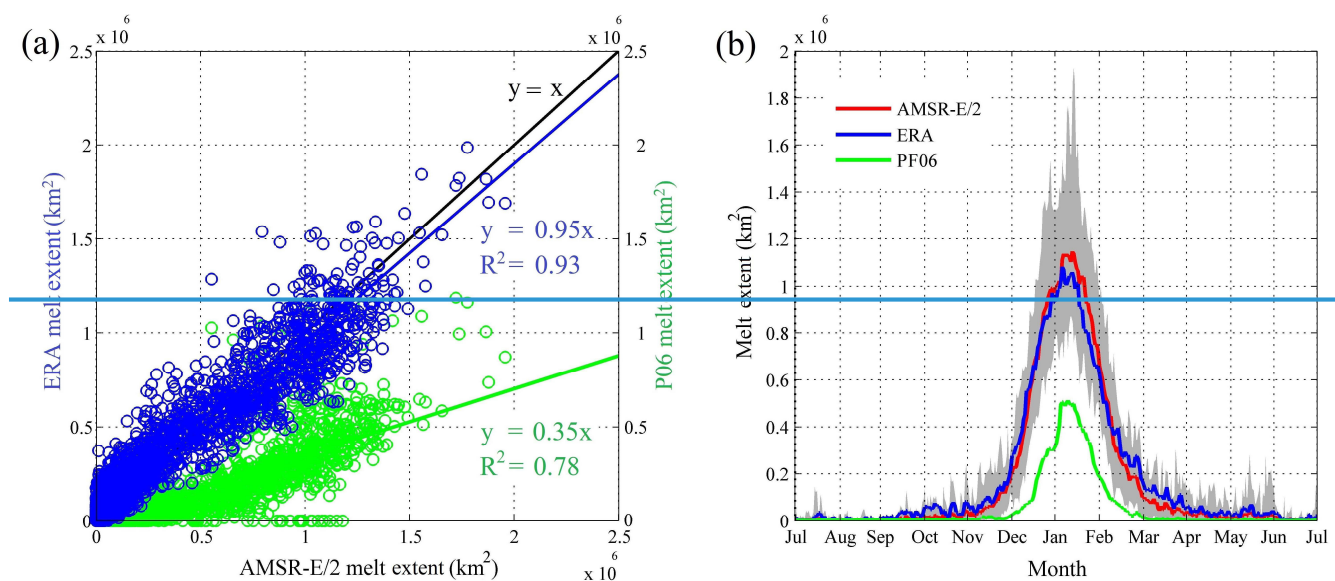 (a)
x 10^6
x 10^6
2.5
2
1.5
1
0.5
0
ERA melt extent (km²)
2.5
2
1.5
1
0.5
0
P06 melt extent (km²)
y = x
y = 0.95x
R² = 0.93
y = 0.35x
R² = 0.78
0 0.5 1 1.5 2 2.5
AMSR-E/2 melt extent (km²)
x 10^6
(b)
x 10^6
2
1.8
1.6
1.4
1.2
1
0.8
0.6
0.4
0.2
0
Melt extent (km²)
AMSR-E/2
ERA
PF06
Jul Aug Sep Oct Nov Dec Jan Feb Mar Apr May Jun Jul
Month